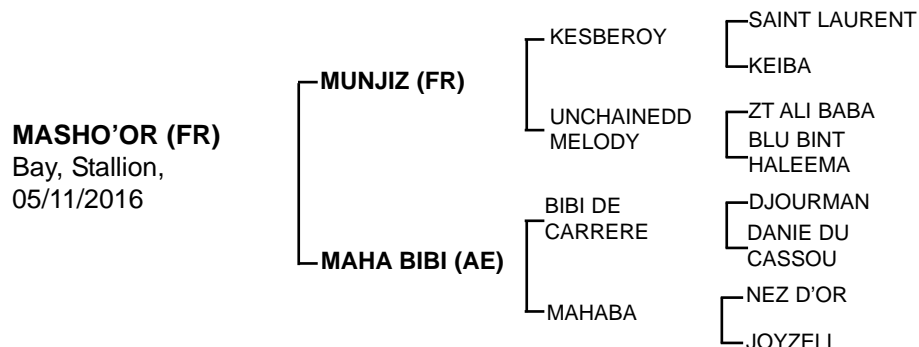 SAINT LAURENT
KESBEROY
KEIBA
MUNJIZ (FR)
UNCHAINEDD
MELODY
ZT ALI BABA
BLU BINT
HALEEMA
MASHO'OR (FR)
Bay, Stallion,
05/11/2016
BIBI DE
CARRERE
DJOURMAN
DANIE DU
CASSOU
MAHA BIBI (AE)
NEZ D'OR
MAHABA